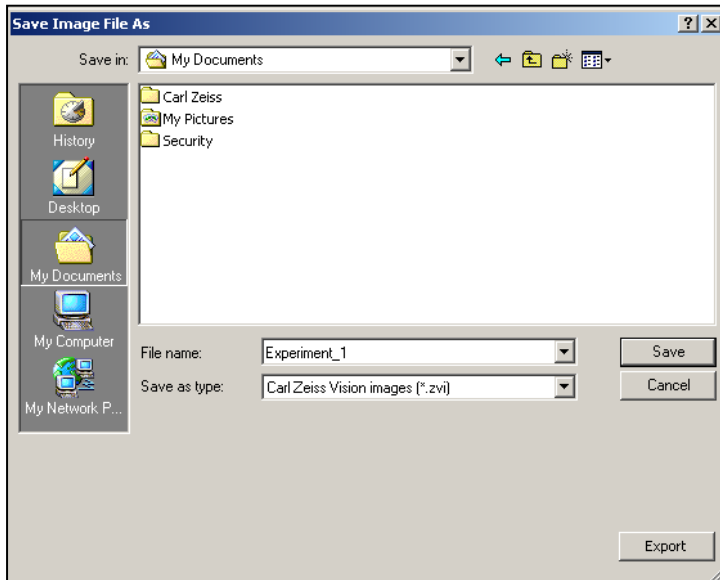 Save Image File As
Save in: My Documents
Carl Zeiss
My Pictures
Security
History
Desktop
My Documents
My Computer
My Network P...
File name: Experiment_1
Save as type: Carl Zeiss Vision images (*.zvi)
Save
Cancel
Export